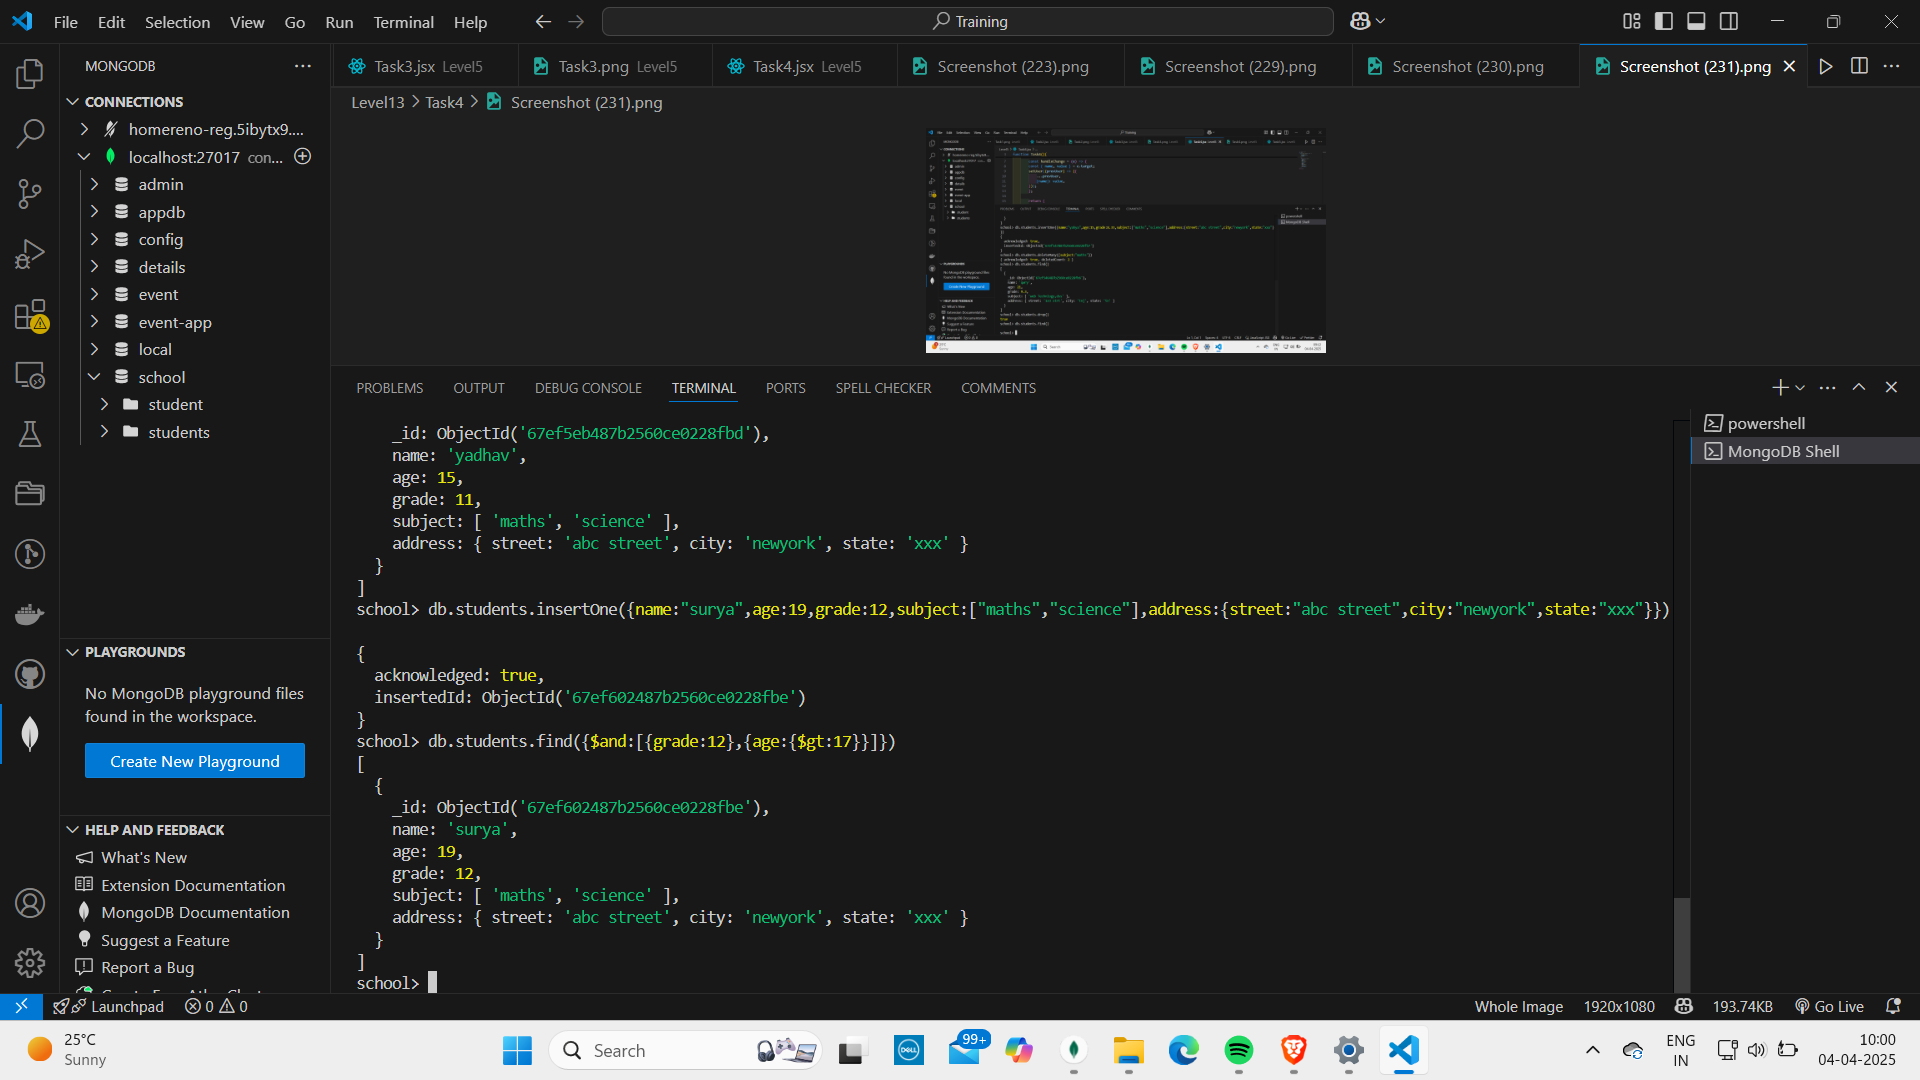 File Edit Selection View Go Run Terminal Help
Training
MONGODB
Task3.jsx Level5
Task3.png Level5
Task4.jsx Level5
Screenshot (223).png
Screenshot (229).png
Screenshot (230).png
Screenshot (231).png
Level13 > Task4 > Screenshot (231).png
CONNECTIONS
homereno-reg.5ibytx9....
localhost:27017 con...
admin
appdb
config
details
event
event-app
local
school
student
students
PLAYGROUNDS
No MongoDB playground files
found in the workspace.
Create New Playground
HELP AND FEEDBACK
What's New
Extension Documentation
MongoDB Documentation
Suggest a Feature
Report a Bug
PROBLEMS OUTPUT DEBUG CONSOLE TERMINAL PORTS SPELL CHECKER COMMENTS
powershell
MongoDB Shell
_id: ObjectId('67ef5eb487b2560ce0228fbd'),
name: 'yadhav',
age: 15,
grade: 11,
subject: [ 'maths', 'science' ],
address: { street: 'abc street', city: 'newyork', state: 'xxx' }
}
]
school> db.students.insertOne({name:"surya",age:19,grade:12,subject:["maths","science"],address:{street:"abc street",city:"newyork",state:"xxx"}})
{
acknowledged: true,
insertedId: ObjectId('67ef602487b2560ce0228fbe')
}
school> db.students.find({$and:[{grade:12},{age:{$gt:17}}]})
[
{
_id: ObjectId('67ef602487b2560ce0228fbe'),
name: 'surya',
age: 19,
grade: 12,
subject: [ 'maths', 'science' ],
address: { street: 'abc street', city: 'newyork', state: 'xxx' }
}
]
school>
Launchpad 0 0
Whole Image 1920x1080 193.74KB Go Live
25°C
Sunny
Search
DELL
99+
ENG
IN
10:00
04-04-2025